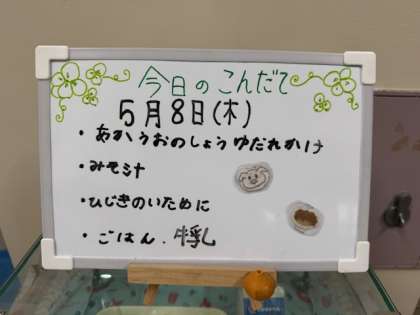 今日のこんだて
5月8日(木)
・あかうおのしょうゆだれかけ
・みそ汁
・ひじきのいために
・ごはん、牛乳